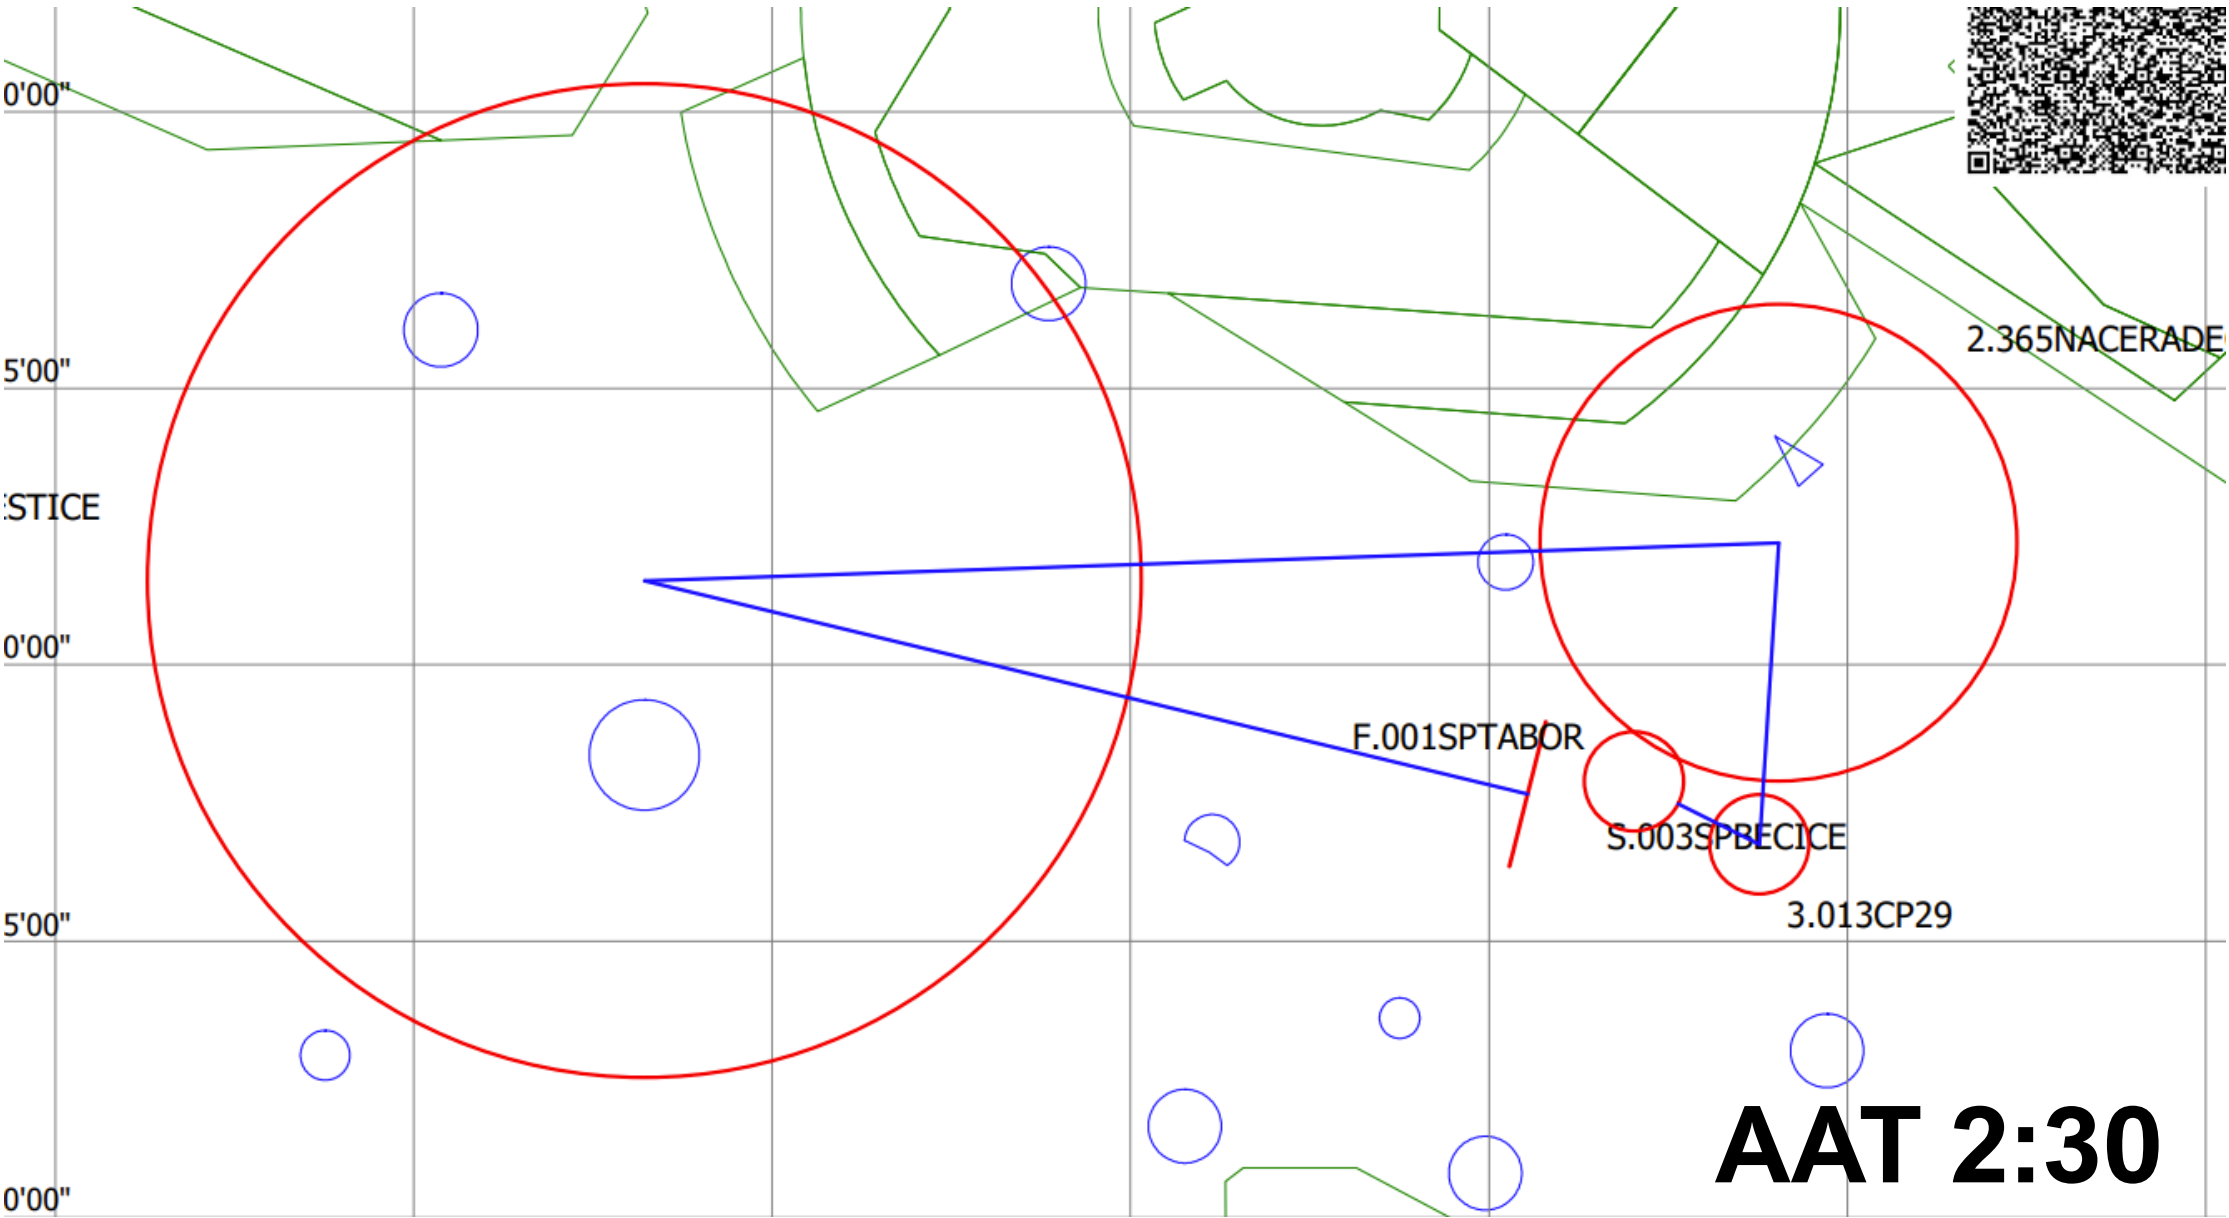 0'00"
2.365NACERADE
5'00"
STICE
0'00"
F.001SPTABOR
S.003SPBECICE
3.013CP29
5'00"
AAT 2:30
0'00"